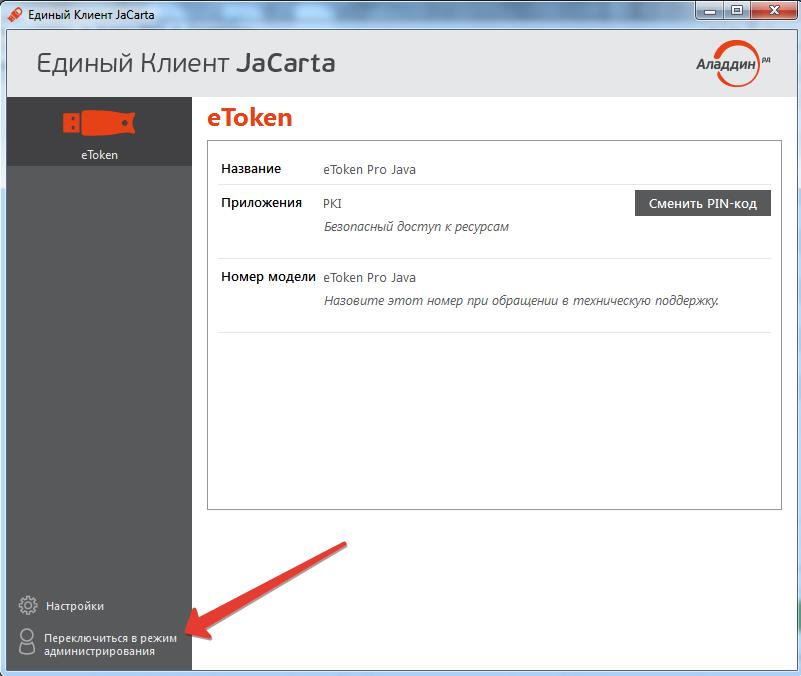 Единый Клиент JaCarta
Единый Клиент JaCarta
Аладдин РД
eToken
eToken
Название eToken Pro Java
Приложения PKI Сменить PIN-код
Безопасный доступ к ресурсам
Номер модели eToken Pro Java
Назовите этот номер при обращении в техническую поддержку.
Настройки
Переключиться в режим
администрирования